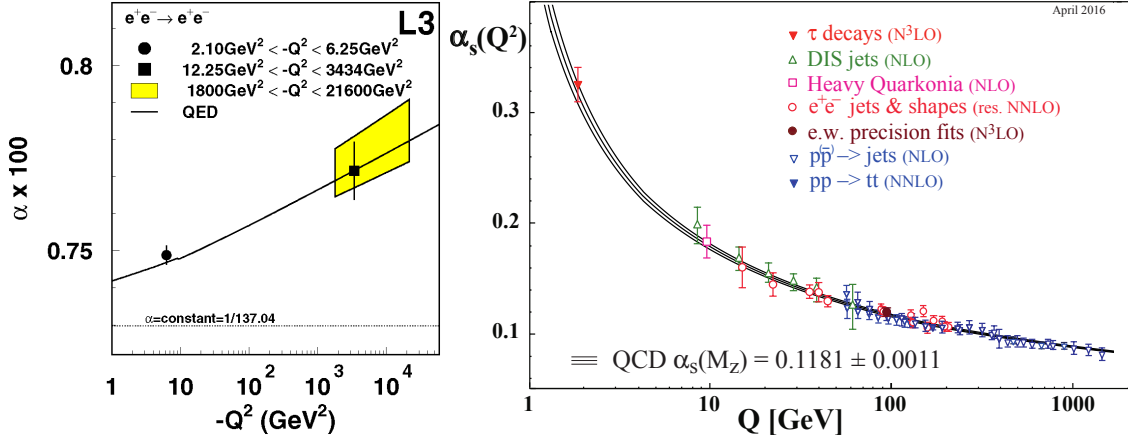 e⁺e⁻→ e⁺e⁻
L3
2.10GeV² < -Q² < 6.25GeV²
12.25GeV² < -Q² < 3434GeV²
1800GeV² < -Q² < 21600GeV²
QED
0.8
0.75
α x 100
α=constant=1/137.04
1 10 10² 10³ 10⁴
-Q² (GeV²)
April 2016
αs(Q²)
τ decays (N³LO)
DIS jets (NLO)
Heavy Quarkonia (NLO)
e⁺e⁻ jets & shapes (res. NNLO)
e.w. precision fits (N³LO)
pp(–) –> jets (NLO)
pp –> tt (NNLO)
0.3
0.2
0.1
QCD αs(Mz) = 0.1181 ± 0.0011
1 10 100 1000
Q [GeV]